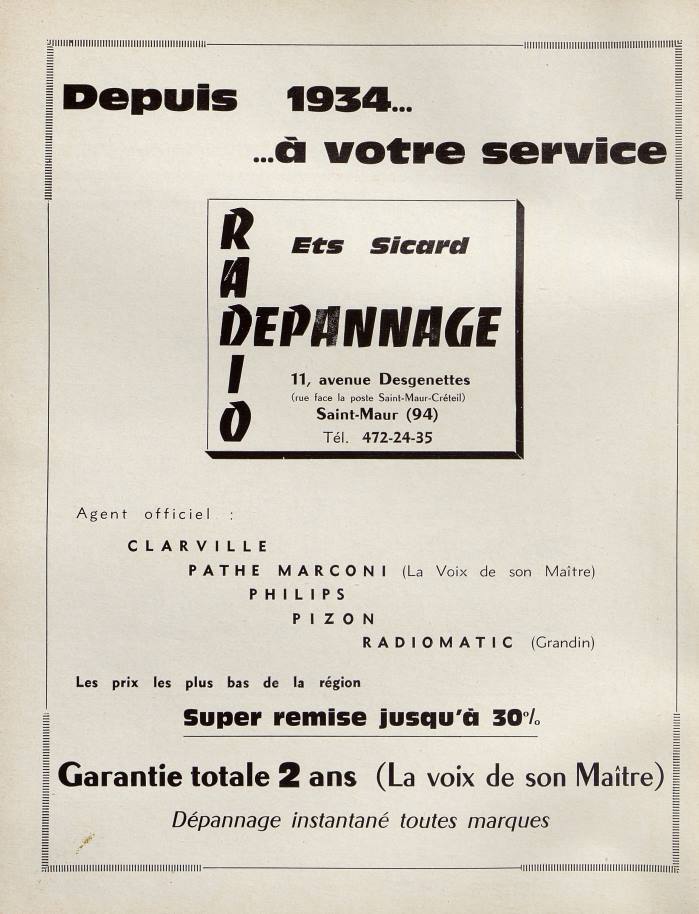 Depuis 1934...
...à votre service
RADIO
Ets Sicard
DEPANNAGE
11, avenue Desgenettes
(rue face la poste Saint-Maur-Créteil)
Saint-Maur (94)
Tél. 472-24-35
Agent officiel :
CLARVILLE
PATHE MARCONI (La Voix de son Maître)
PHILIPS
PIZON
RADIOMATIC (Grandin)
Les prix les plus bas de la région
Super remise jusqu'à 30%
Garantie totale 2 ans (La voix de son Maître)
Dépannage instantané toutes marques